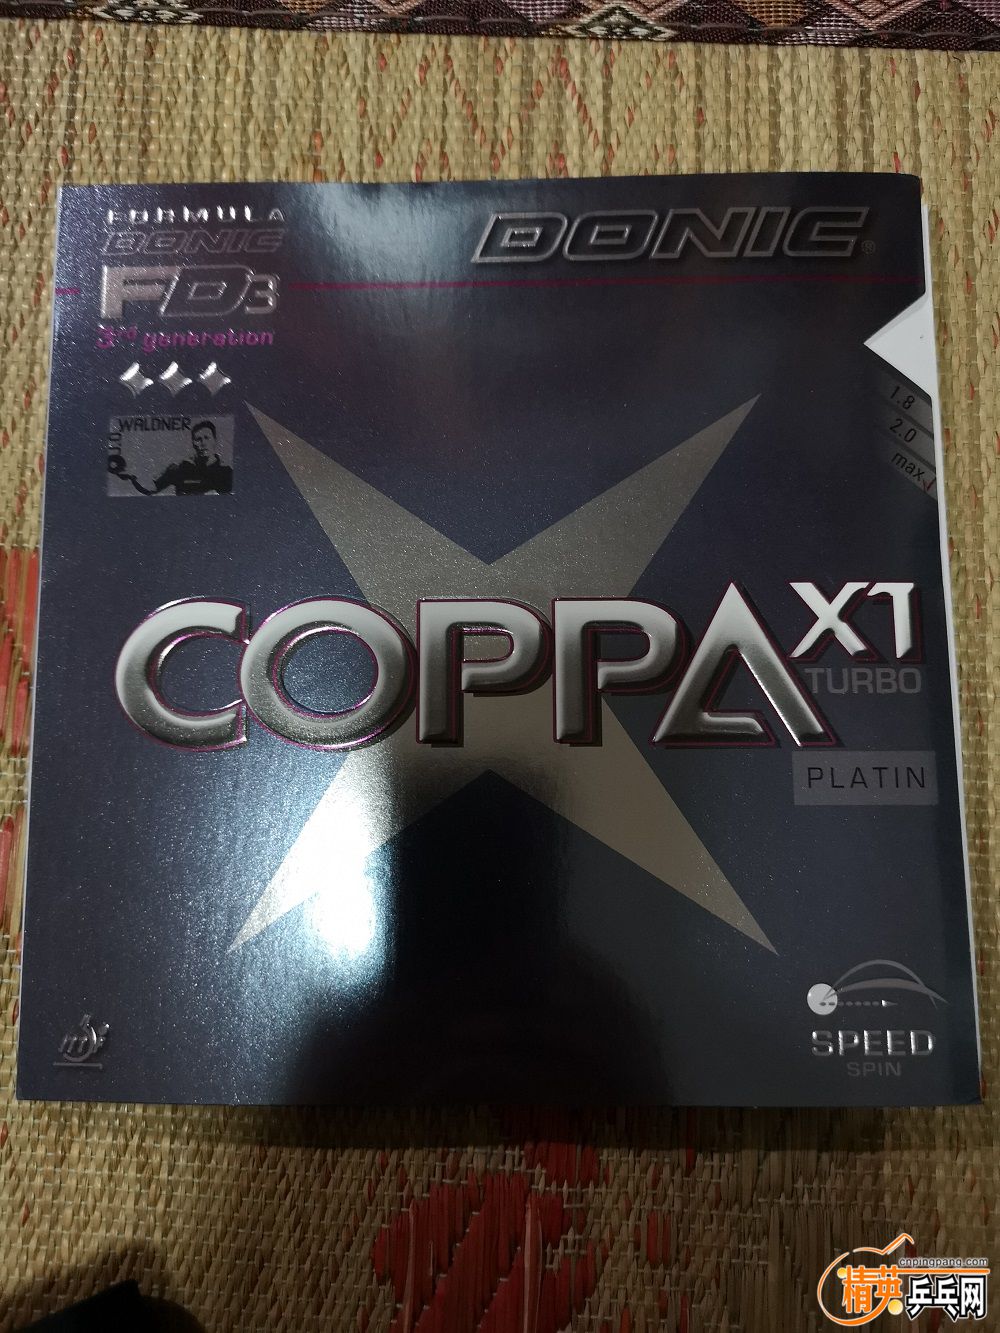 FORMULA
DONIC
FD3
3rd generation
J.O.
WALDNER
DONIC®
1.8
2.0
max
COPPA X1
TURBO
PLATIN
ITTF
SPEED
SPIN
cnpingpang.com
精英乒乓网